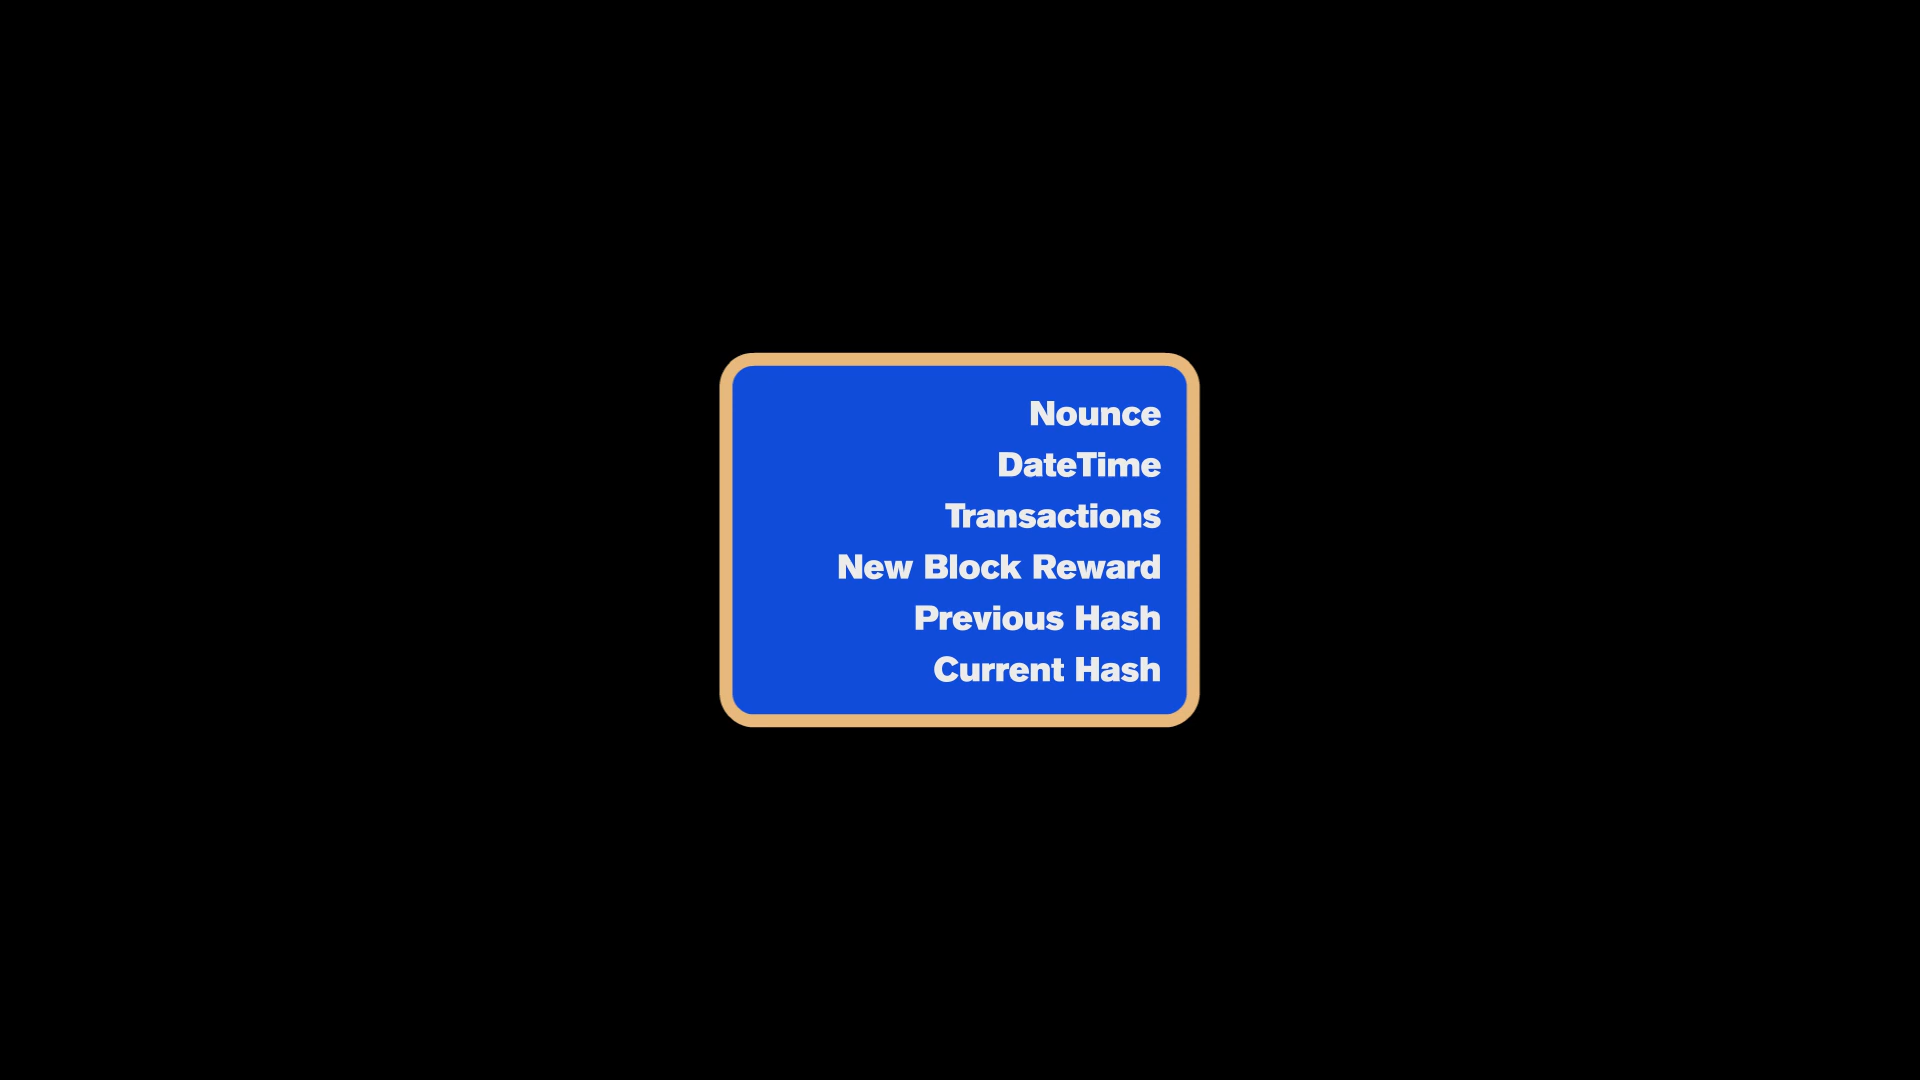 Nounce
DateTime
Transactions
New Block Reward
Previous Hash
Current Hash